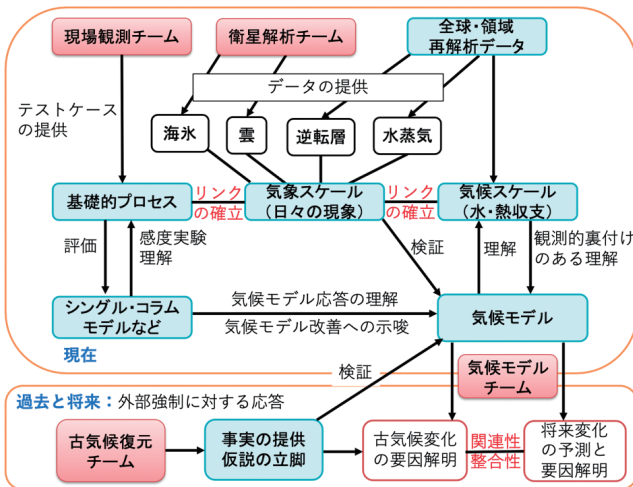 現場観測チーム
衛星解析チーム
全球・領域
再解析データ
データの提供
テストケース
の提供
海氷
雲
逆転層
水蒸気
基礎的プロセス
リンク
の確立
気象スケール
(日々の現象)
リンク
の確立
気候スケール
(水・熱収支)
評価
感度実験
理解
検証
理解
観測的裏付け
のある理解
シングル・コラム
モデルなど
気候モデル応答の理解
気候モデル改善への示唆
気候モデル
現在
検証
気候モデル
チーム
過去と将来：外部強制に対する応答
古気候復元
チーム
事実の提供
仮説の立脚
古気候変化
の要因解明
関連性
整合性
将来変化
の予測と
要因解明